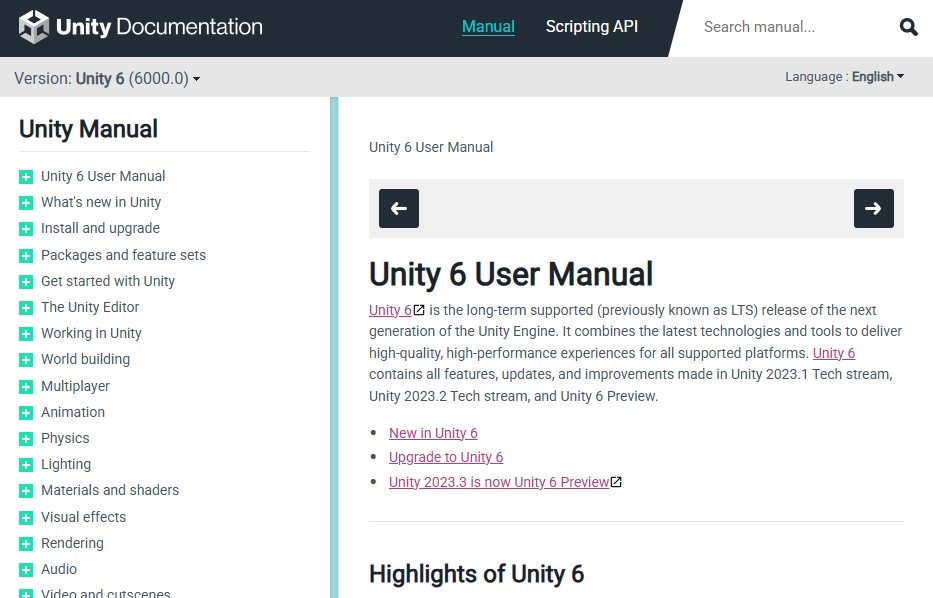 Unity Documentation
Manual
Scripting API
Search manual...
Version: Unity 6 (6000.0)
Language : English
Unity Manual
Unity 6 User Manual
What's new in Unity
Install and upgrade
Packages and feature sets
Get started with Unity
The Unity Editor
Working in Unity
World building
Multiplayer
Animation
Physics
Lighting
Materials and shaders
Visual effects
Rendering
Audio
Video and cutscenes
Unity 6 User Manual
Unity 6 User Manual
Unity 6 is the long-term supported (previously known as LTS) release of the next
generation of the Unity Engine. It combines the latest technologies and tools to deliver
high-quality, high-performance experiences for all supported platforms. Unity 6
contains all features, updates, and improvements made in Unity 2023.1 Tech stream,
Unity 2023.2 Tech stream, and Unity 6 Preview.
• New in Unity 6
• Upgrade to Unity 6
• Unity 2023.3 is now Unity 6 Preview
Highlights of Unity 6